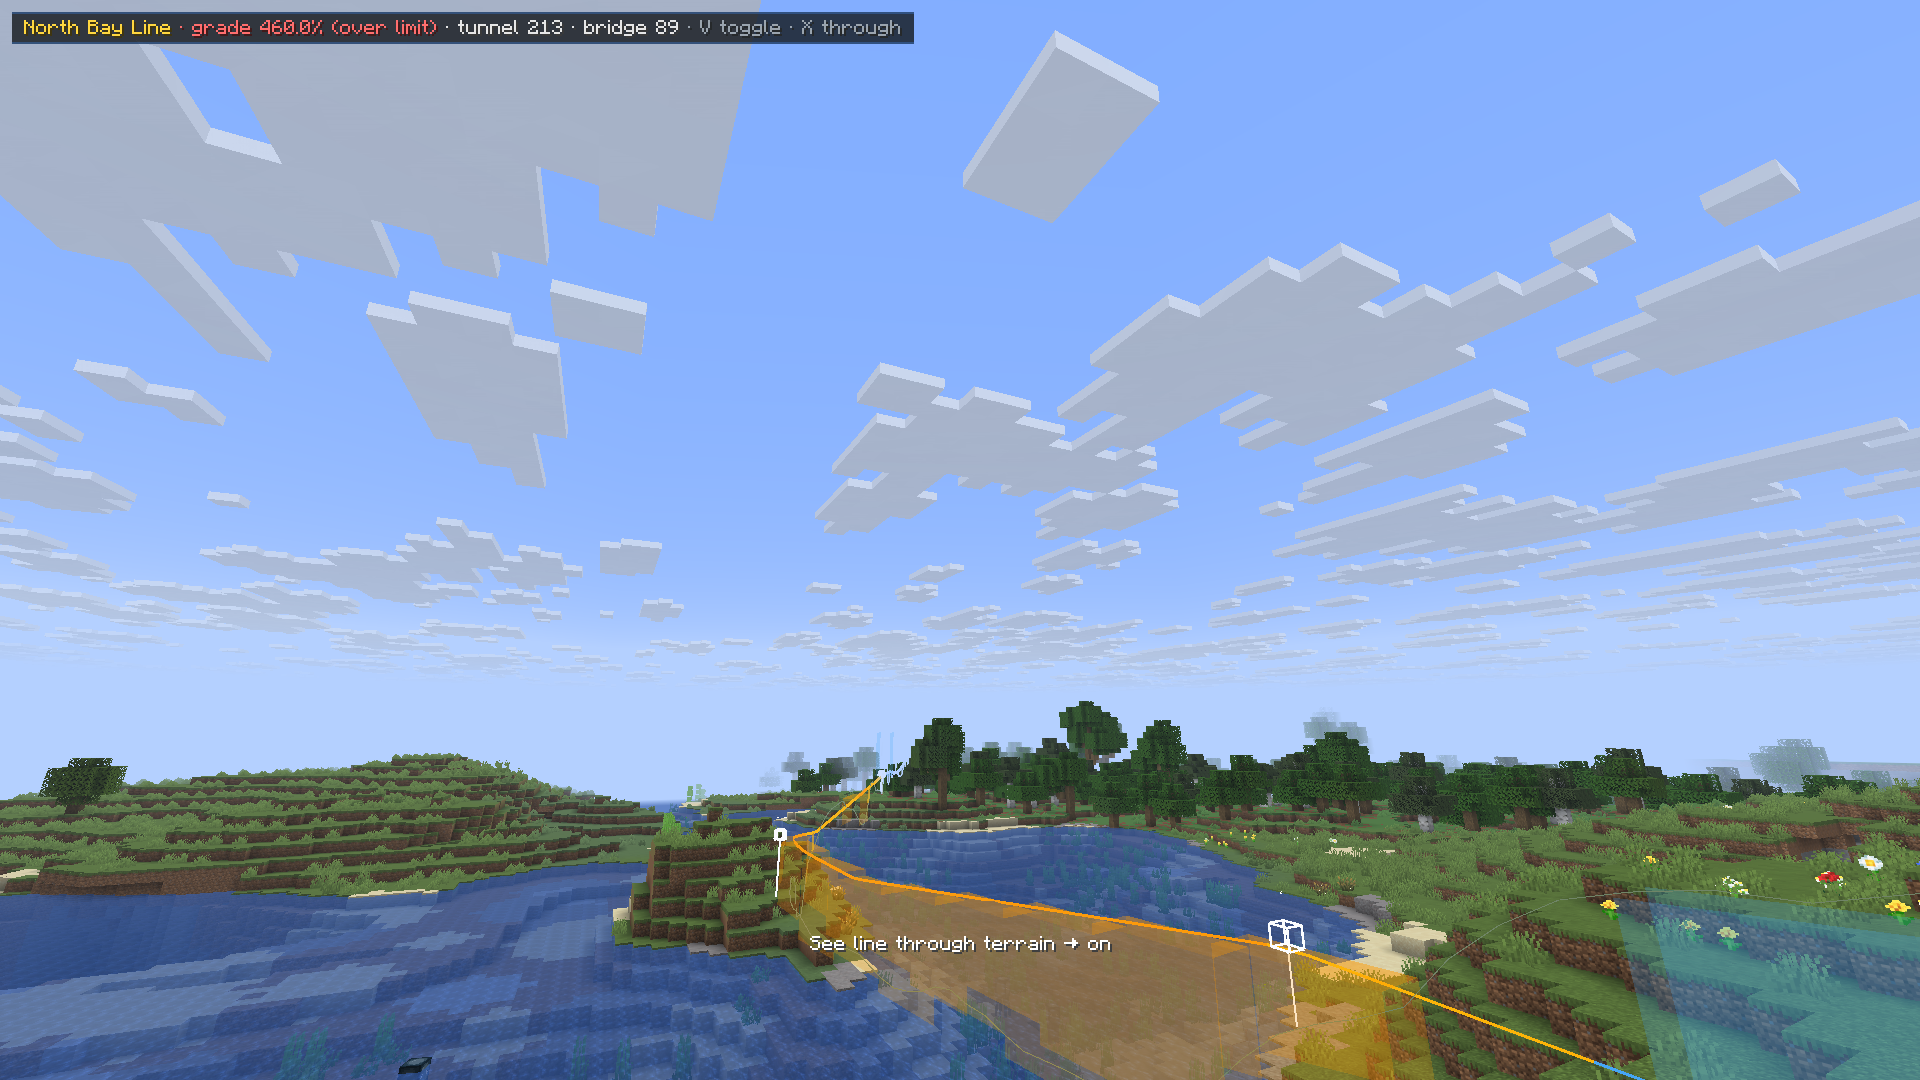 North Bay Line · grade 460.0% (over limit) · tunnel 213 · bridge 89 · V toggle · X through
See line through terrain → on